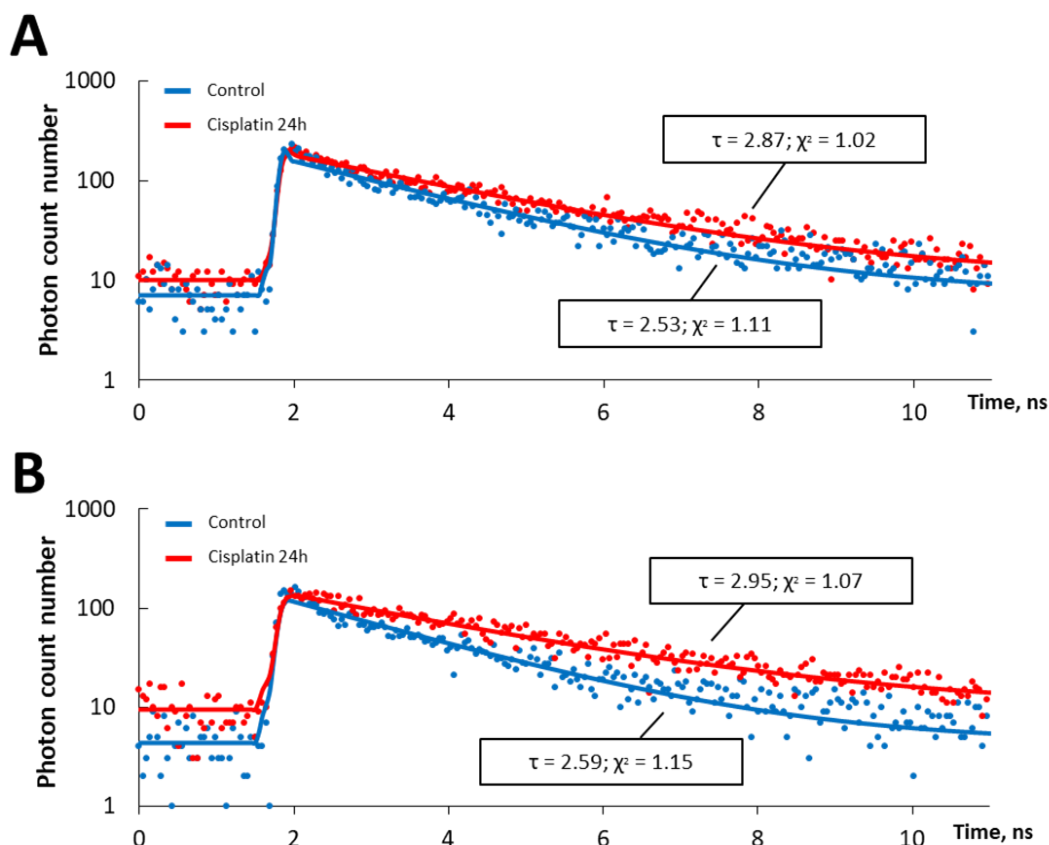 A
Photon count number
1000
100
10
1
Control
Cisplatin 24h
τ = 2.87; χ² = 1.02
τ = 2.53; χ² = 1.11
0 2 4 6 8 10
Time, ns
B
Photon count number
1000
100
10
1
Control
Cisplatin 24h
τ = 2.95; χ² = 1.07
τ = 2.59; χ² = 1.15
0 2 4 6 8 10
Time, ns